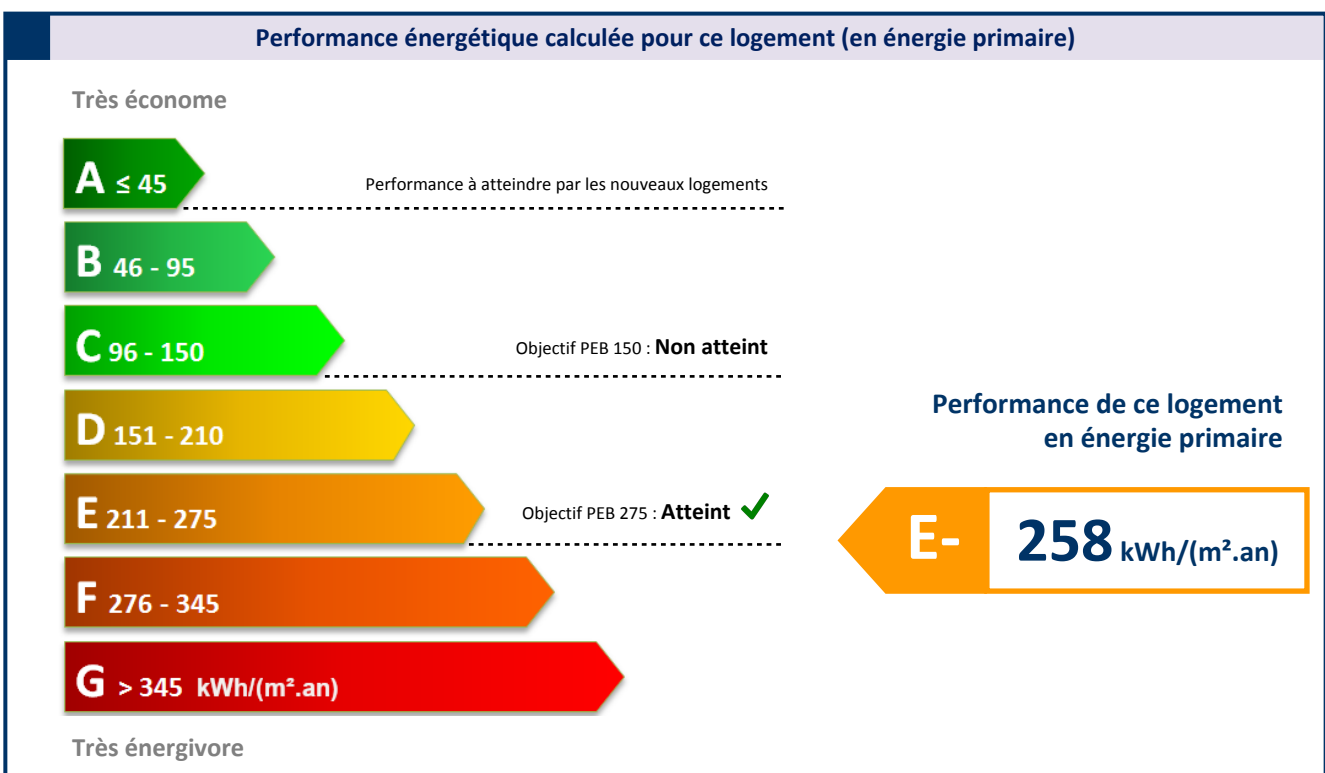 Performance énergétique calculée pour ce logement (en énergie primaire)
Très économe
A ≤ 45
Performance à atteindre par les nouveaux logements
B 46 - 95
C 96 - 150
Objectif PEB 150 : Non atteint
D 151 - 210
Performance de ce logement
en énergie primaire
E 211 - 275
Objectif PEB 275 : Atteint ✓
E- 258 kWh/(m².an)
F 276 - 345
G > 345 kWh/(m².an)
Très énergivore